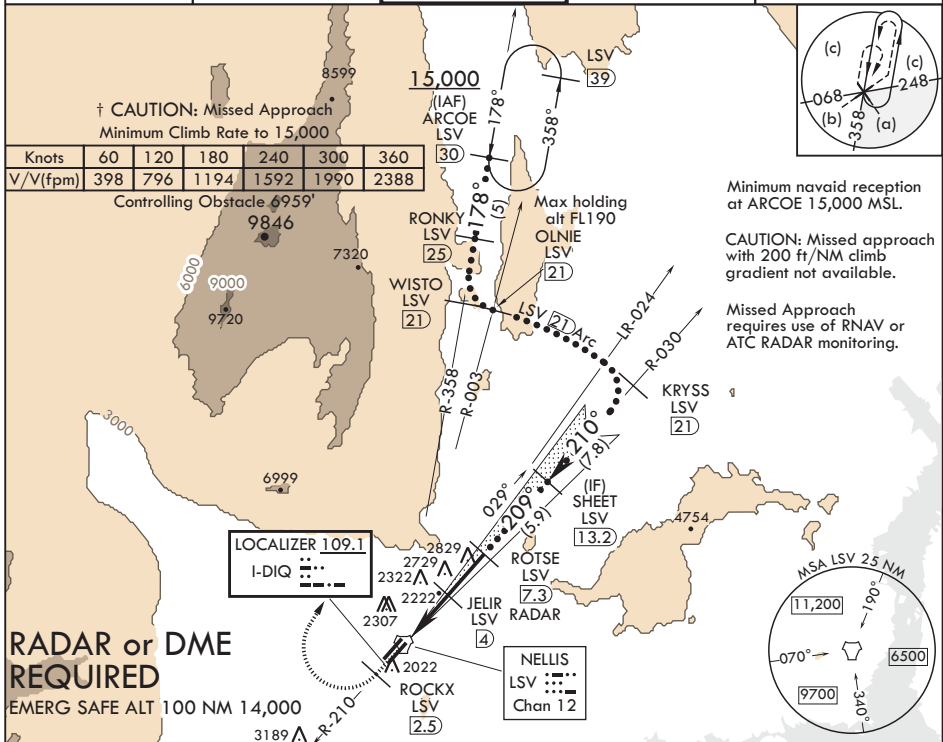 15,000
(IAF)
ARCOE
LSV
30
LSV
39
8599
† CAUTION: Missed Approach
Minimum Climb Rate to 15,000
Knots 60 120 180 240 300 360
V/V(fpm) 398 796 1194 1592 1990 2388
Controlling Obstacle 6959'
9846
178°
358°
178°
(5)
(c)
(c)
068
248
(b)
(a)
358
Minimum navaid reception
at ARCOE 15,000 MSL.
CAUTION: Missed approach
with 200 ft/NM climb
gradient not available.
Missed Approach
requires use of RNAV or
ATC RADAR monitoring.
Max holding
alt FL190
OLNIE
LSV
21
RONKY
LSV
25
7320
6000
9000
9720
WISTO
LSV
21
LSV 21 Arc
LR-024
R-030
R-358
R-003
KRYSS
LSV
21
3000
6999
210°
(7.8)
029°
209°
(5.9)
(IF)
SHEET
LSV
13.2
4754
LOCALIZER 109.1
I-DIQ
2829
2729
2322
2222
2307
ROTSE
LSV
7.3
RADAR
JELIR
LSV
4
2022
NELLIS
LSV
Chan 12
MSA LSV 25 NM
11,200
190°
070°
6500
9700
340°
RADAR or DME
REQUIRED
EMERG SAFE ALT 100 NM 14,000
ROCKX
LSV
2.5
R-210
3189